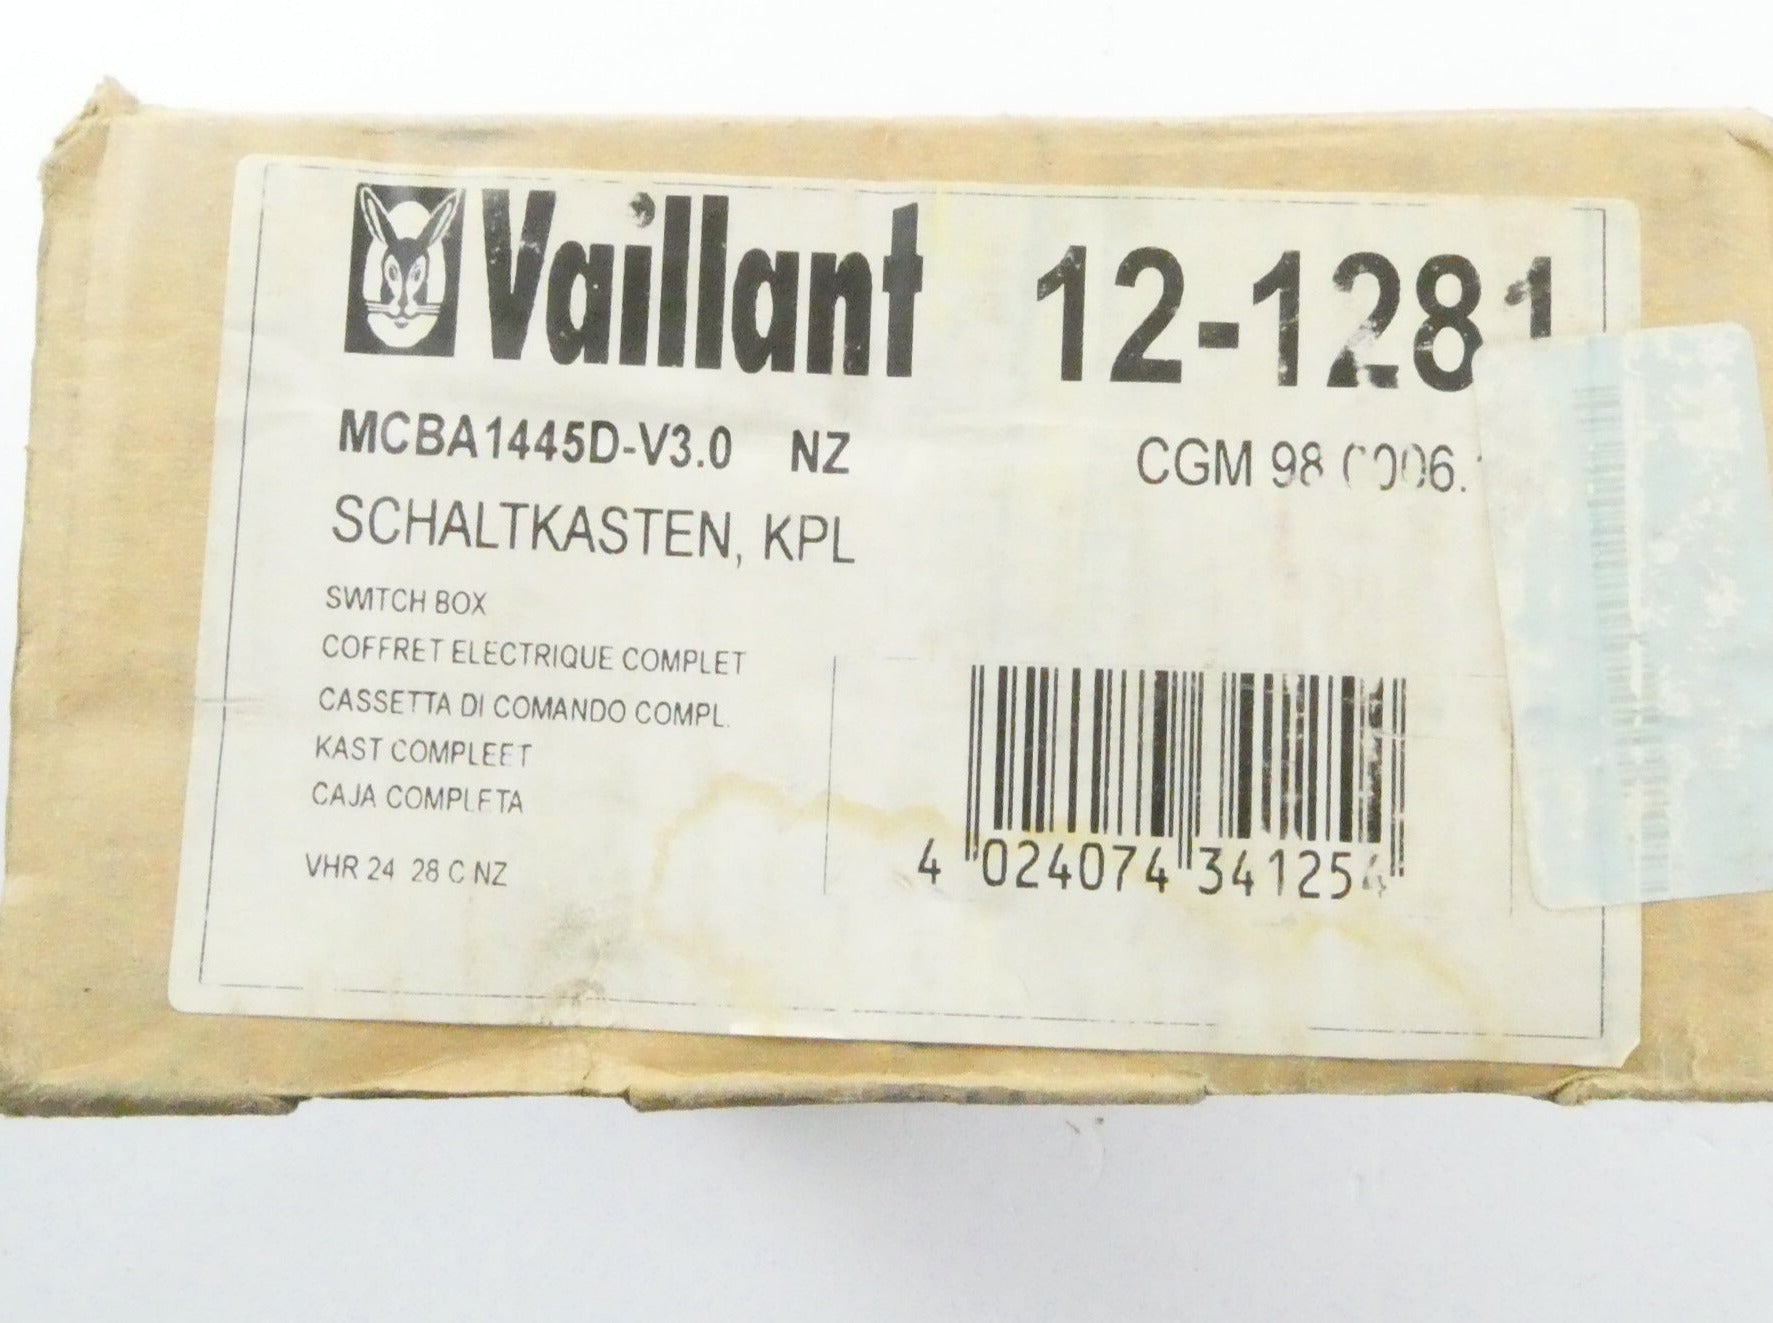 Vaillant 12-1281
MCBA1445D-V3.0 NZ CGM
SCHALTKASTEN, KPL
SWITCH BOX
COFFRET ELECTRIQUE COMPLET
CASSETTA DI COMANDO COMPL.
KAST COMPLEET
CAJA COMPLETA
VHR 24 28 C NZ
4 024074 341254